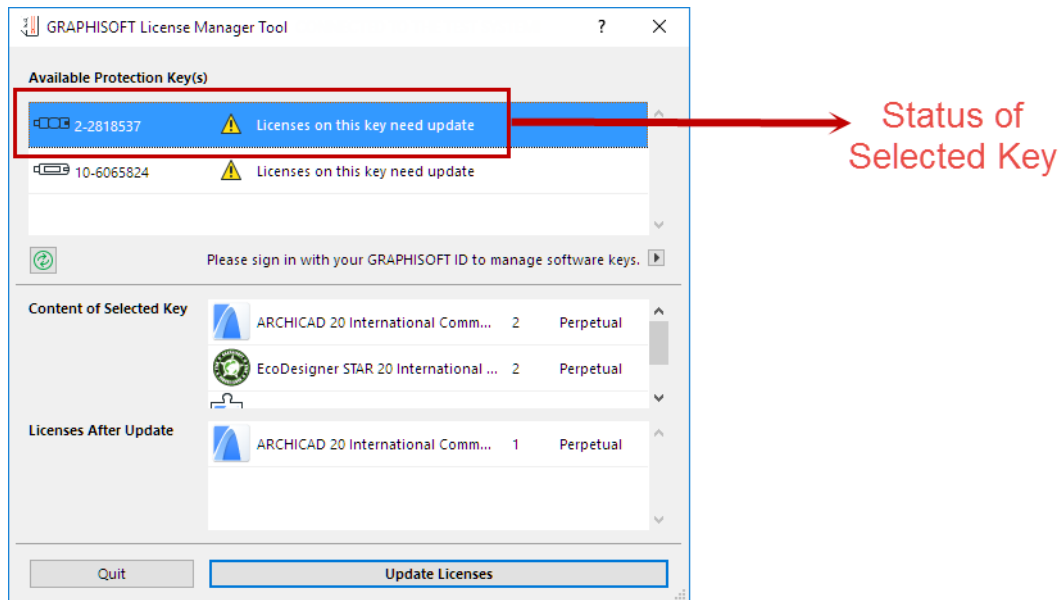 GRAPHISOFT License Manager Tool
Available Protection Key(s)
2-2818537 Licenses on this key need update
10-6065824 Licenses on this key need update
Status of
Selected Key
Please sign in with your GRAPHISOFT ID to manage software keys.
Content of Selected Key
ARCHICAD 20 International Comm... 2 Perpetual
EcoDesigner STAR 20 International ... 2 Perpetual
Licenses After Update
ARCHICAD 20 International Comm... 1 Perpetual
Quit
Update Licenses